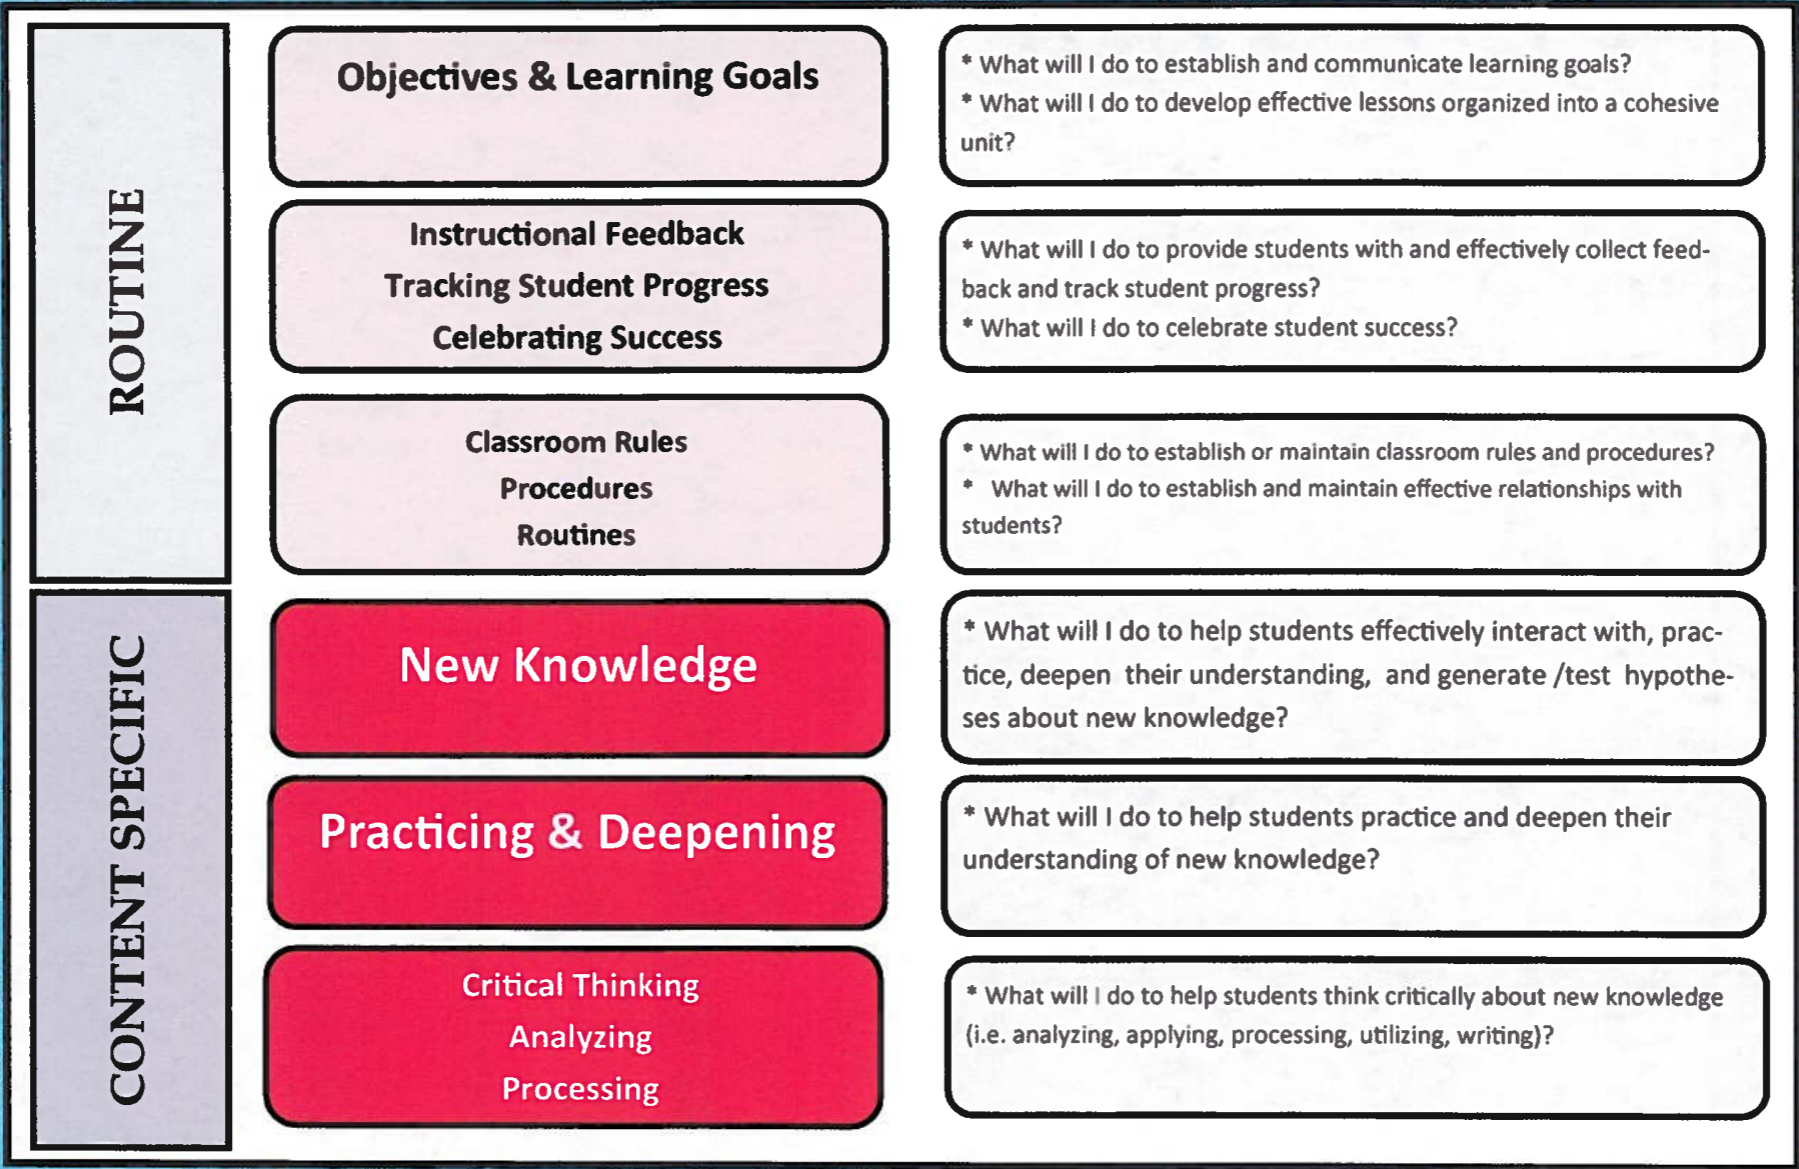 ROUTINE
Objectives & Learning Goals
* What will I do to establish and communicate learning goals?
* What will I do to develop effective lessons organized into a cohesive
unit?
Instructional Feedback
Tracking Student Progress
Celebrating Success
* What will I do to provide students with and effectively collect feed-
back and track student progress?
* What will I do to celebrate student success?
Classroom Rules
Procedures
Routines
* What will I do to establish or maintain classroom rules and procedures?
* What will I do to establish and maintain effective relationships with
students?
CONTENT SPECIFIC
New Knowledge
* What will I do to help students effectively interact with, prac-
tice, deepen their understanding, and generate /test hypothe-
ses about new knowledge?
Practicing & Deepening
* What will I do to help students practice and deepen their
understanding of new knowledge?
Critical Thinking
Analyzing
Processing
* What will I do to help students think critically about new knowledge
(i.e. analyzing, applying, processing, utilizing, writing)?